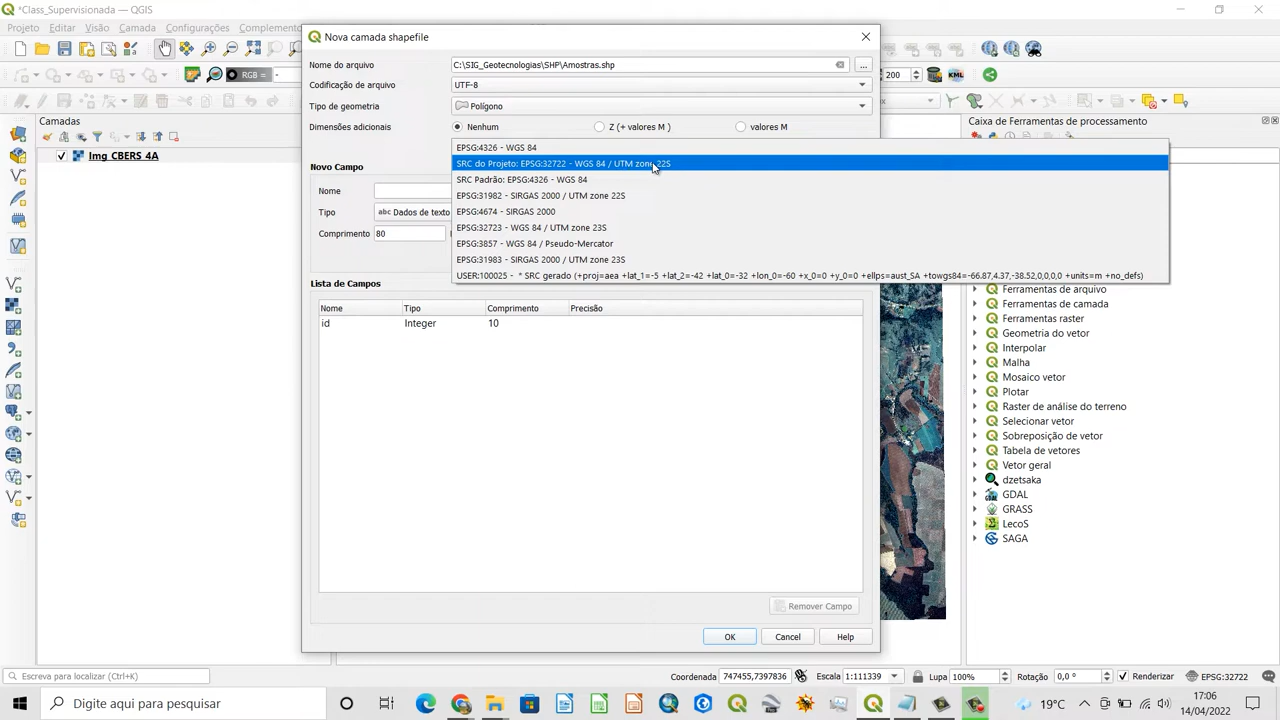 *Class_Supervisionada — QGIS
Projeto Editar Visão Camada Configurações Complemento
Nova camada shapefile
Nome do arquivo C:\SIG_Geotecnologias\SHP\Amostras.shp ...
Codificação de arquivo UTF-8
Tipo de geometria Polígono
Dimensões adicionais Nenhum Z (+ valores M ) valores M
RGB =
200
KML
Camadas
Img CBERS 4A
Caixa de Ferramentas de processamento
EPSG:4326 - WGS 84
SRC do Projeto: EPSG:32722 - WGS 84 / UTM zone 22S
SRC Padrão: EPSG:4326 - WGS 84
EPSG:31982 - SIRGAS 2000 / UTM zone 22S
EPSG:4674 - SIRGAS 2000
EPSG:32723 - WGS 84 / UTM zone 23S
EPSG:3857 - WGS 84 / Pseudo-Mercator
EPSG:31983 - SIRGAS 2000 / UTM zone 23S
USER:100025 - * SRC gerado (+proj=aea +lat_1=-5 +lat_2=-42 +lat_0=-32 +lon_0=-60 +x_0=0 +y_0=0 +ellps=aust_SA +towgs84=-66.87,4.37,-38.52,0,0,0,0 +units=m +no_defs)
Novo Campo
Nome
Tipo abc Dados de texto
Comprimento 80
Lista de Campos
Nome Tipo Comprimento Precisão
id Integer 10
Remover Campo
OK Cancel Help
Ferramentas de arquivo
Ferramentas de camada
Ferramentas raster
Geometria do vetor
Interpolar
Malha
Mosaico vetor
Plotar
Raster de análise do terreno
Selecionar vetor
Sobreposição de vetor
Tabela de vetores
Vetor geral
dzetsaka
GDAL
GRASS
LecoS
SAGA
Escreva para localizar (Ctrl+K) Coordenada 747455,7397836 Escala 1:111339 Lupa 100% Rotação 0,0 ° Renderizar EPSG:32722
Digite aqui para pesquisar 19°C 17:06
14/04/2022